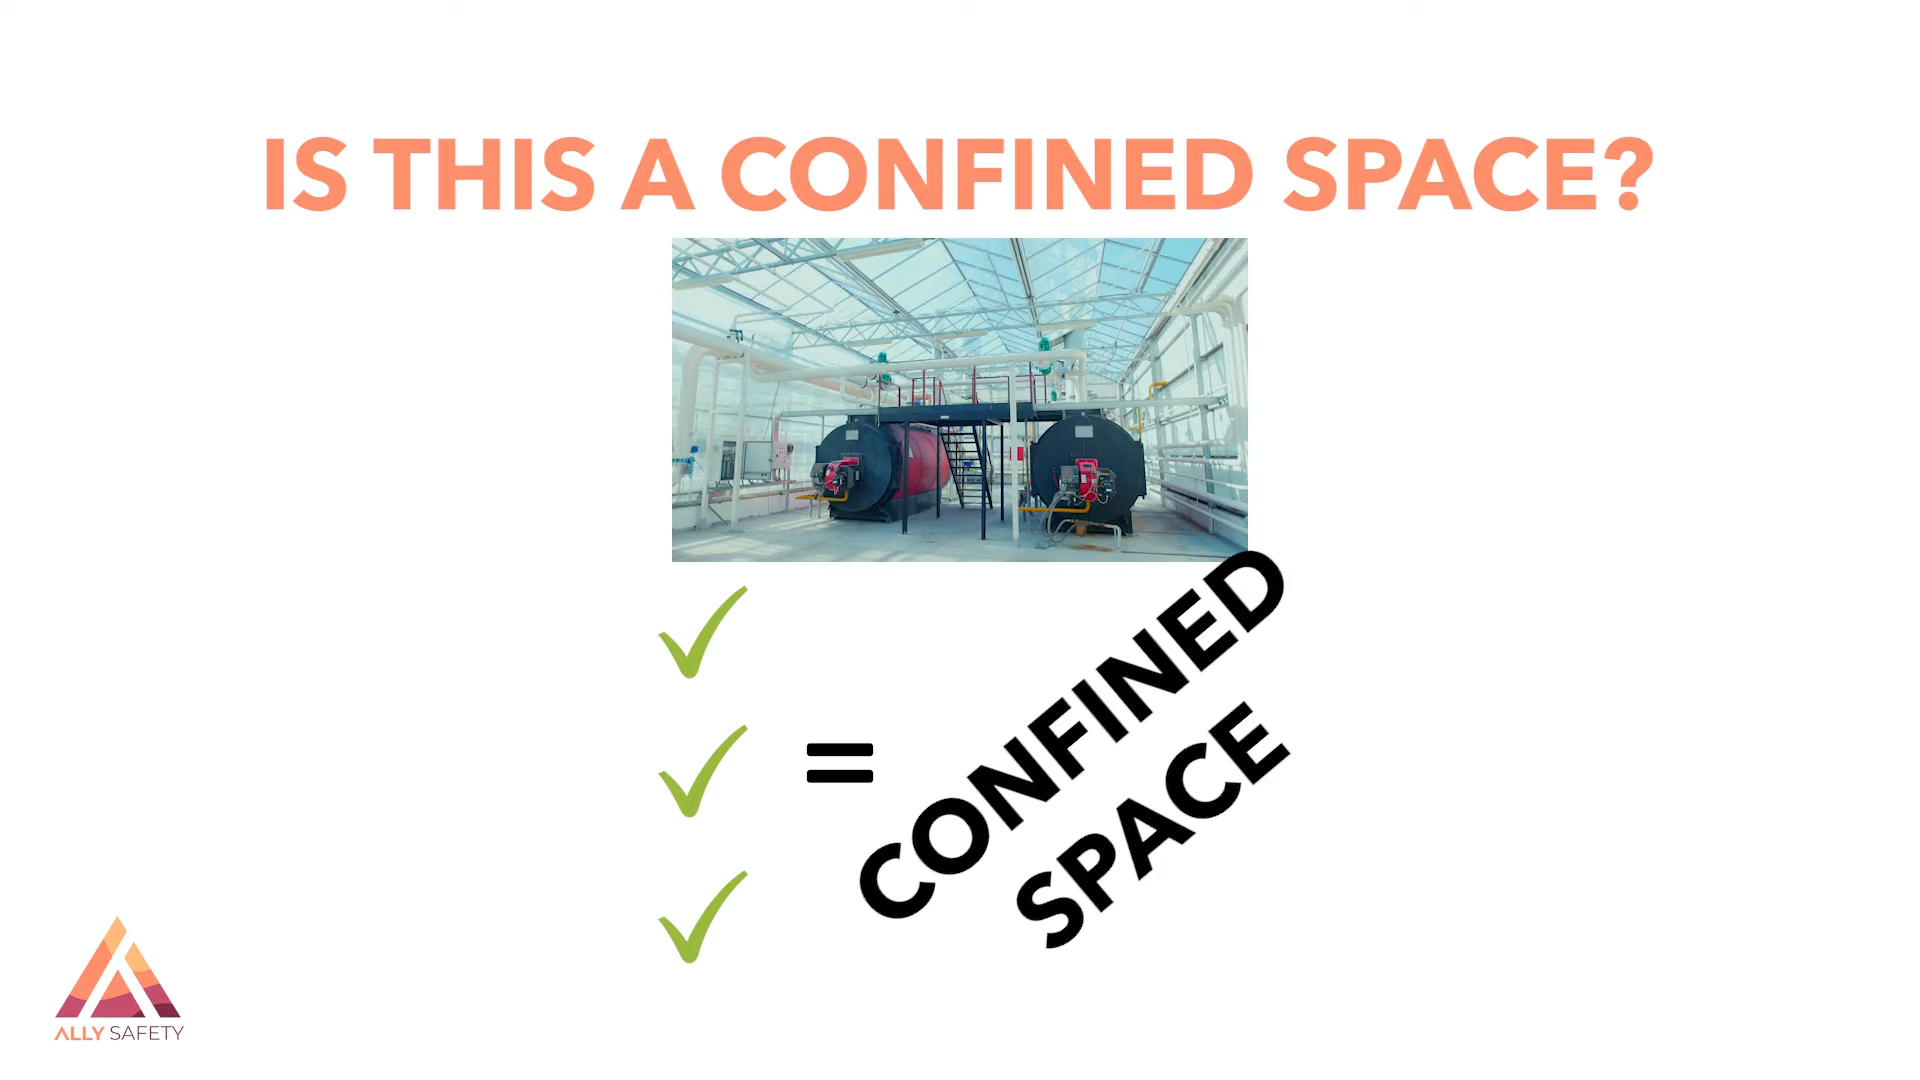 IS THIS A CONFINED SPACE?
=
CONFINED
SPACE
ALLY SAFETY